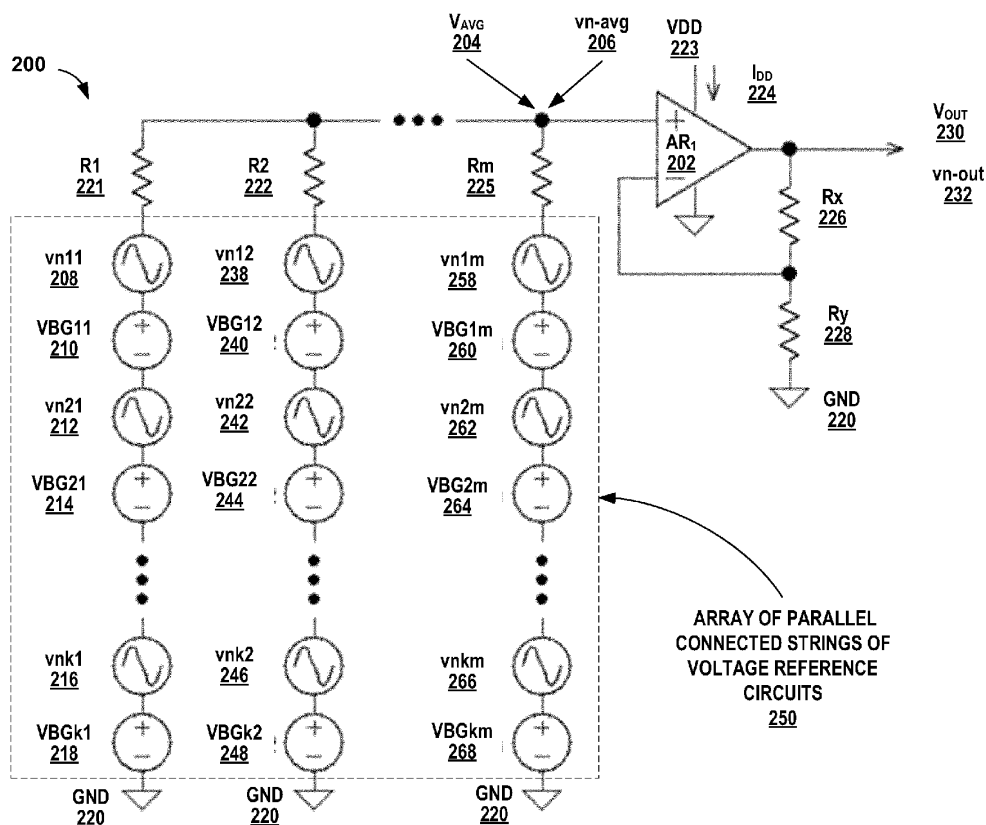 200
V_AVG
204
vn-avg
206
VDD
223
I_DD
224
V_OUT
230
vn-out
232
R1
221
R2
222
Rm
225
+
AR₁
202
−
Rx
226
Ry
228
GND
220
vn11
208
vn12
238
vn1m
258
VBG11
210
+
−
VBG12
240
+
−
VBG1m
260
+
−
vn21
212
vn22
242
vn2m
262
VBG21
214
+
−
VBG22
244
+
−
VBG2m
264
+
−
vnk1
216
vnk2
246
vnkm
266
VBGk1
218
+
−
VBGk2
248
+
−
VBGkm
268
+
−
GND
220
GND
220
GND
220
ARRAY OF PARALLEL
CONNECTED STRINGS OF
VOLTAGE REFERENCE
CIRCUITS
250